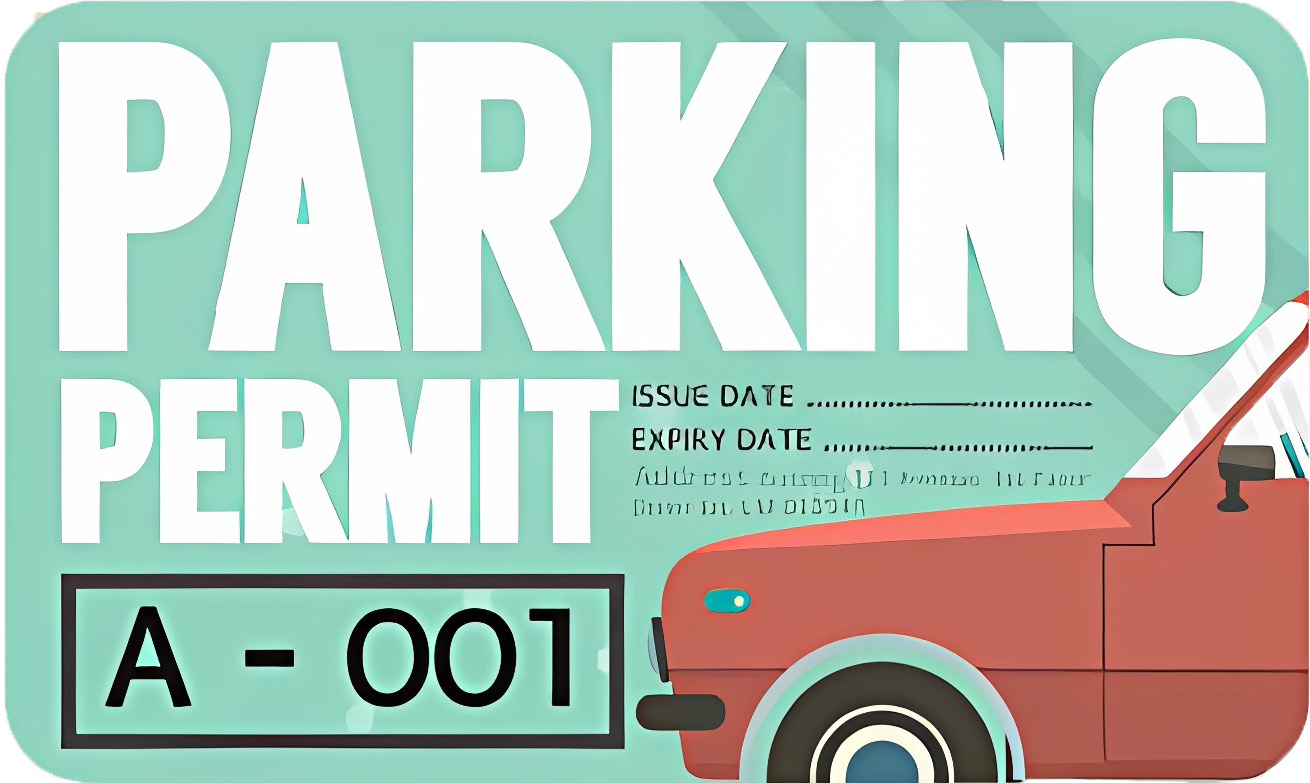 PARKING
PERMIT
ISSUE DATE
EXPIRY DATE
A - 001